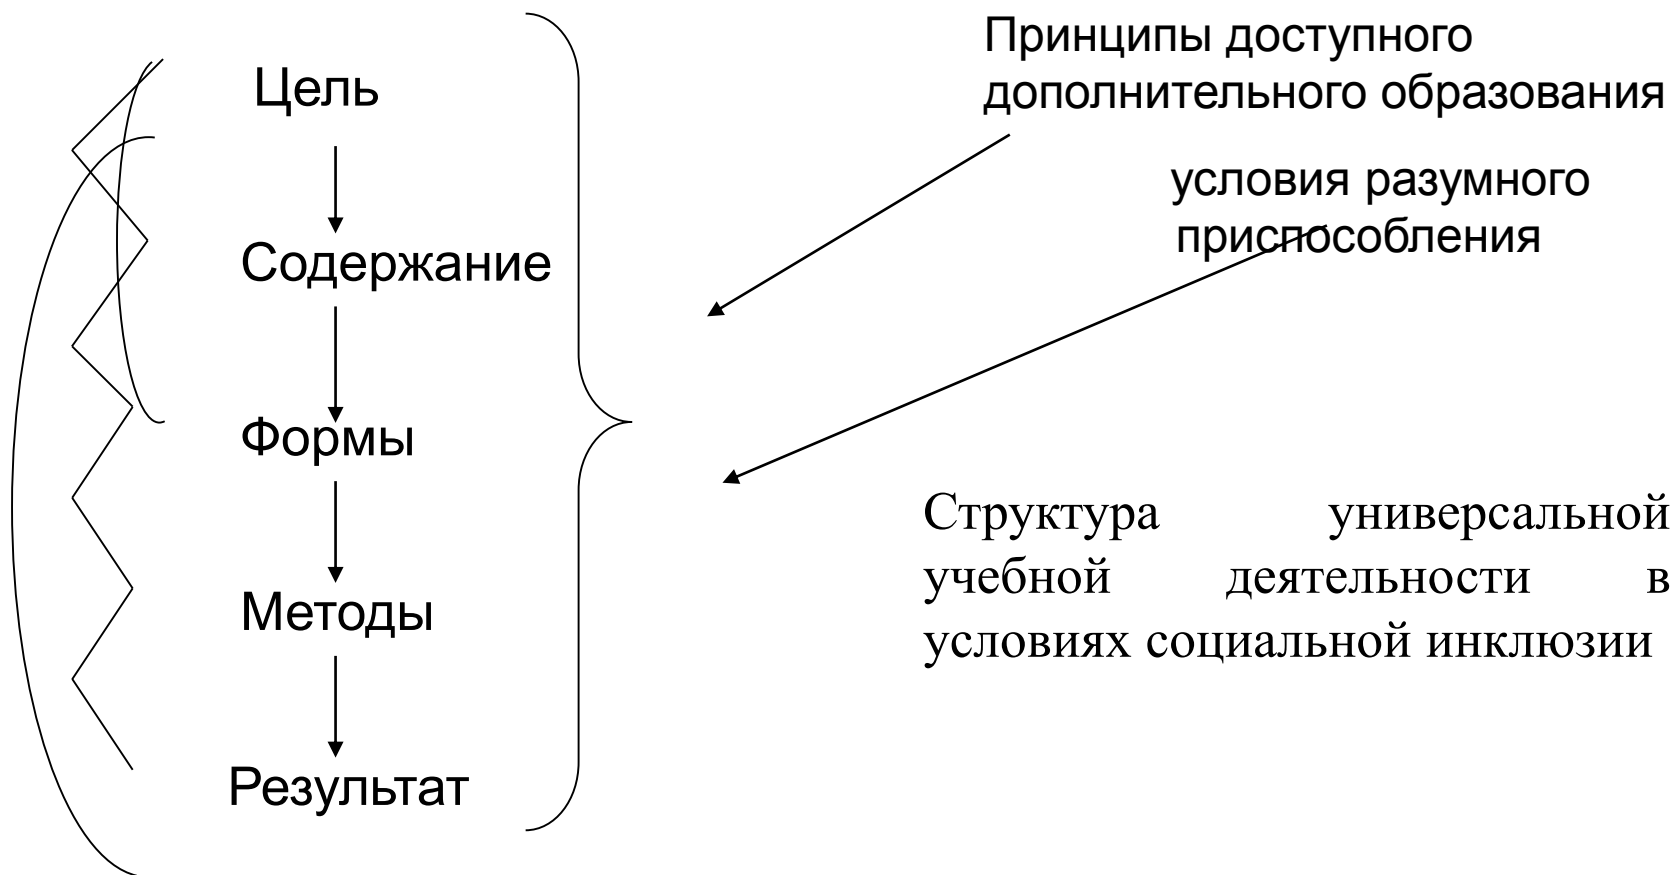 Цель
Содержание
Формы
Методы
Результат
Принципы доступного
дополнительного образования
условия разумного
приспособления
Структура универсальной
учебной деятельности в
условиях социальной инклюзии